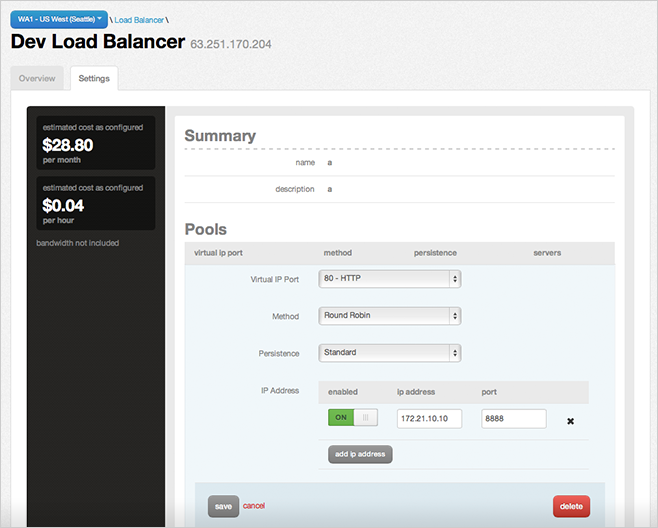 WA1 - US West (Seattle) \ Load Balancer \
Dev Load Balancer 63.251.170.204
Overview Settings
estimated cost as configured
$28.80
per month
estimated cost as configured
$0.04
per hour
bandwidth not included
Summary
name a
description a
Pools
virtual ip port method persistence servers
Virtual IP Port 80 - HTTP
Method Round Robin
Persistence Standard
IP Address enabled ip address port
ON 172.21.10.10 8888
add ip address
save cancel delete